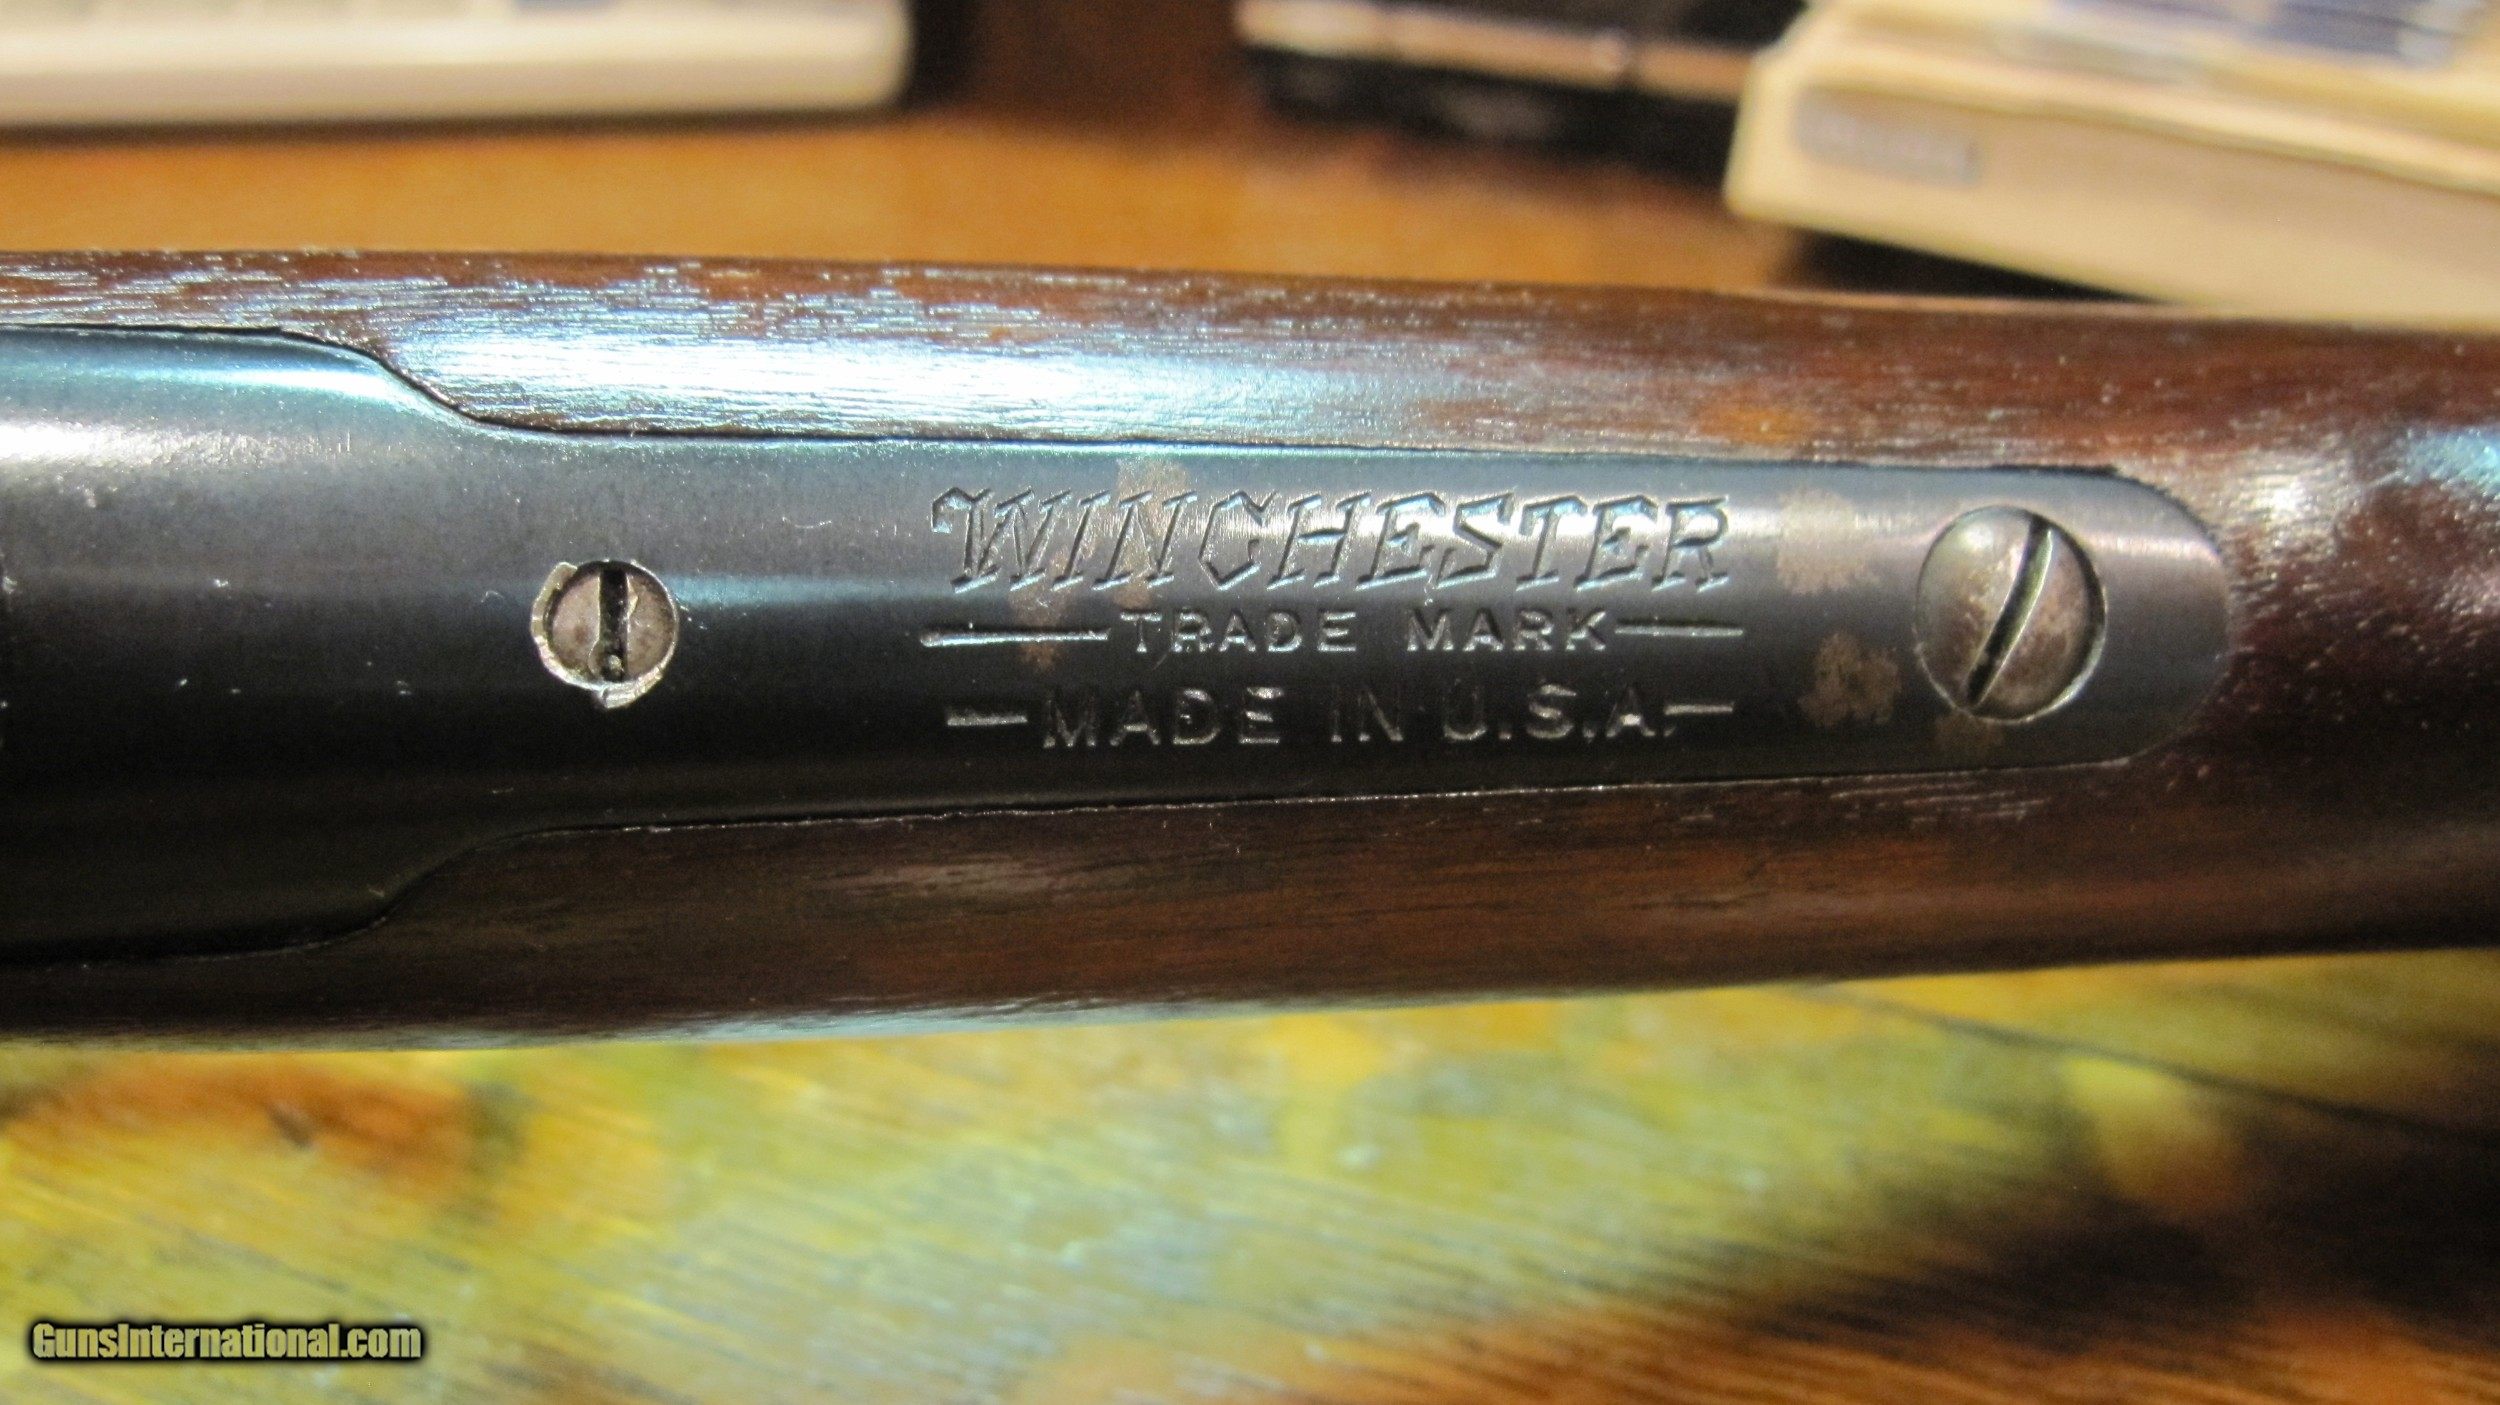 WINCHESTER
TRADE MARK
-MADE IN U.S.A.-
GunsInternational.com